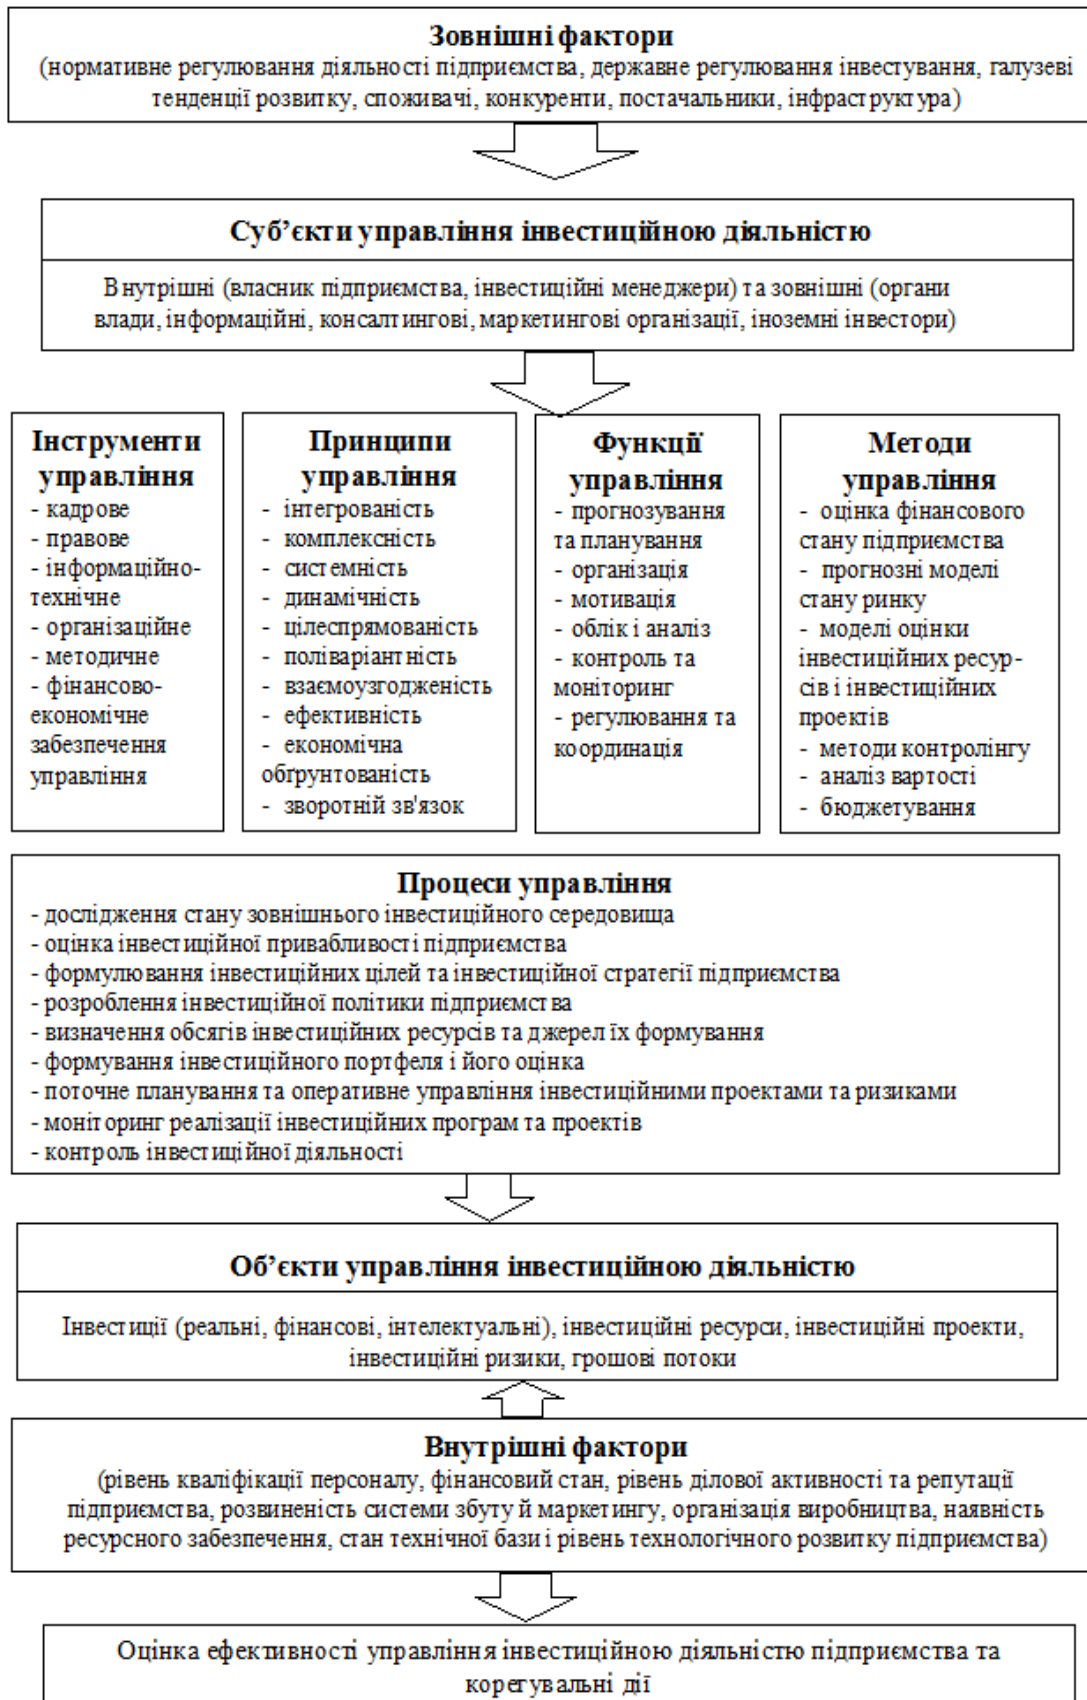 Зовнішні фактори
(нормативне регулювання діяльності підприємства, державне регулювання інвестування, галузеві
тенденції розвитку, споживачі, конкуренти, постачальники, інфраструктура)
Суб’єкти управління інвестиційною діяльністю
Внутрішні (власник підприємства, інвестиційні менеджери) та зовнішні (органи
влади, інформаційні, консалтингові, маркетингові організації, іноземні інвестори)
Інструменти
управління
- кадрове
- правове
- інформаційно-
технічне
- організаційне
- методичне
- фінансово-
економічне
забезпечення
управління
Принципи
управління
- інтегрованість
- комплексність
- системність
- динамічність
- цілеспрямованість
- поліваріантність
- взаємоузгодженість
- ефективність
- економічна
обґрунтованість
- зворотній зв'язок
Функції
управління
- прогнозування
та планування
- організація
- мотивація
- облік і аналіз
- контроль та
моніторинг
- регулювання та
координація
Методи
управління
- оцінка фінансового
стану підприємства
- прогнозні моделі
стану ринку
- моделі оцінки
інвестиційних ресур-
сів і інвестиційних
проектів
- методи контролінгу
- аналіз вартості
- бюджетування
Процеси управління
- дослідження стану зовнішнього інвестиційного середовища
- оцінка інвестиційної привабливості підприємства
- формулювання інвестиційних цілей та інвестиційної стратегії підприємства
- розроблення інвестиційної політики підприємства
- визначення обсягів інвестиційних ресурсів та джерел їх формування
- формування інвестиційного портфеля і його оцінка
- поточне планування та оперативне управління інвестиційними проектами та ризиками
- моніторинг реалізації інвестиційних програм та проектів
- контроль інвестиційної діяльності
Об’єкти управління інвестиційною діяльністю
Інвестиції (реальні, фінансові, інтелектуальні), інвестиційні ресурси, інвестиційні проекти,
інвестиційні ризики, грошові потоки
Внутрішні фактори
(рівень кваліфікації персоналу, фінансовий стан, рівень ділової активності та репутації
підприємства, розвиненість системи збуту й маркетингу, організація виробництва, наявність
ресурсного забезпечення, стан технічної бази і рівень технологічного розвитку підприємства)
Оцінка ефективності управління інвестиційною діяльністю підприємства та
корегувальні дії